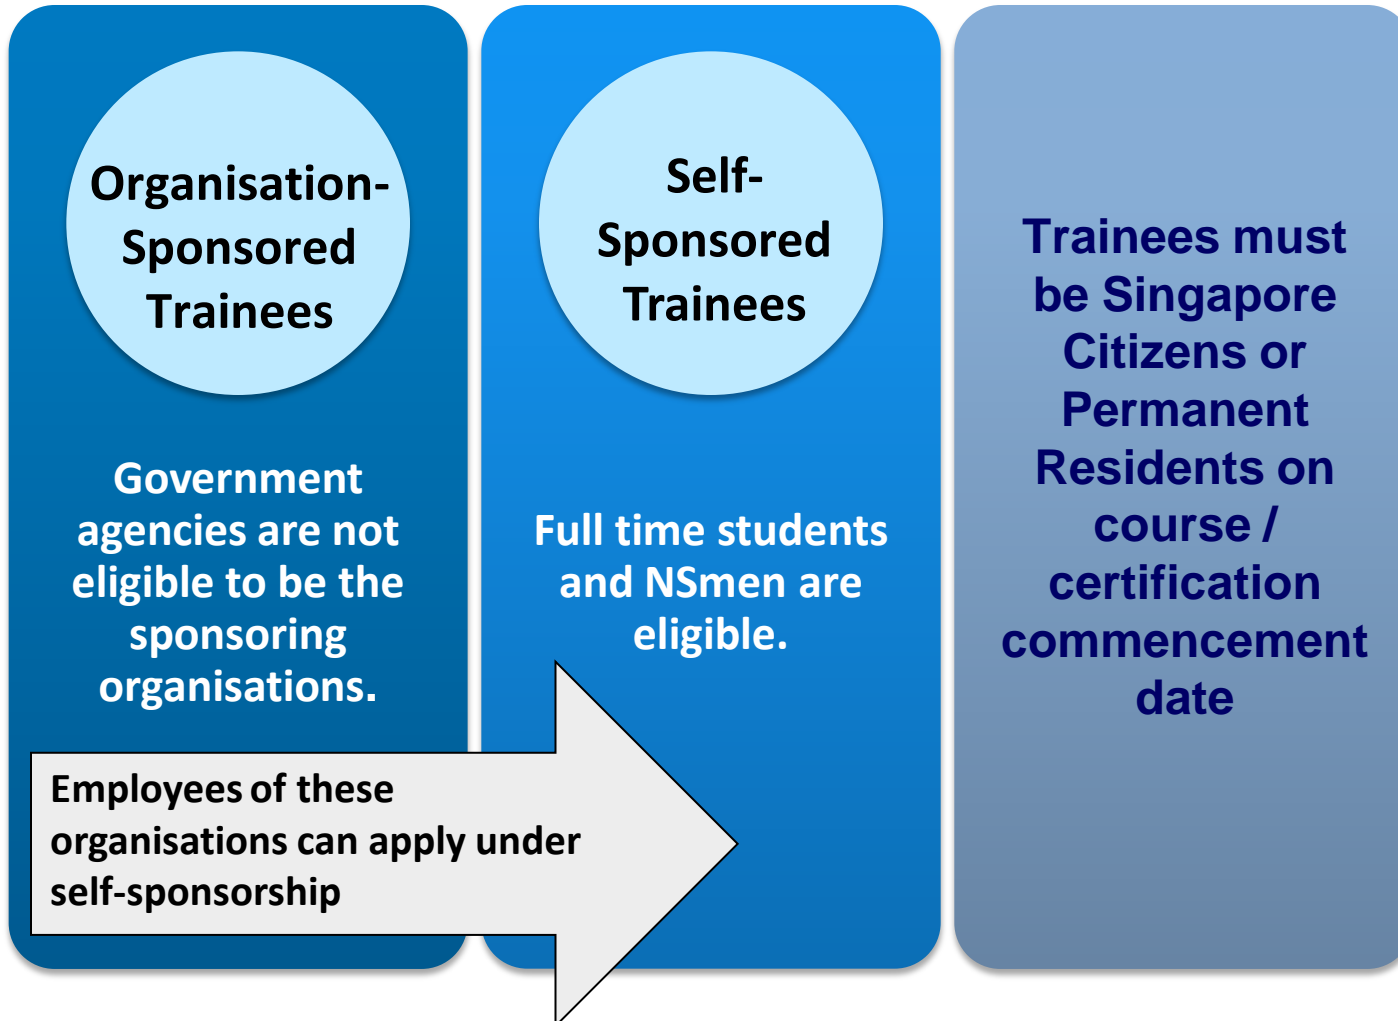 Organisation-
Sponsored
Trainees
Government
agencies are not
eligible to be the
sponsoring
organisations.
Employees of these
organisations can apply under
self-sponsorship
Self-
Sponsored
Trainees
Full time students
and NSmen are
eligible.
Trainees must
be Singapore
Citizens or
Permanent
Residents on
course /
certification
commencement
date